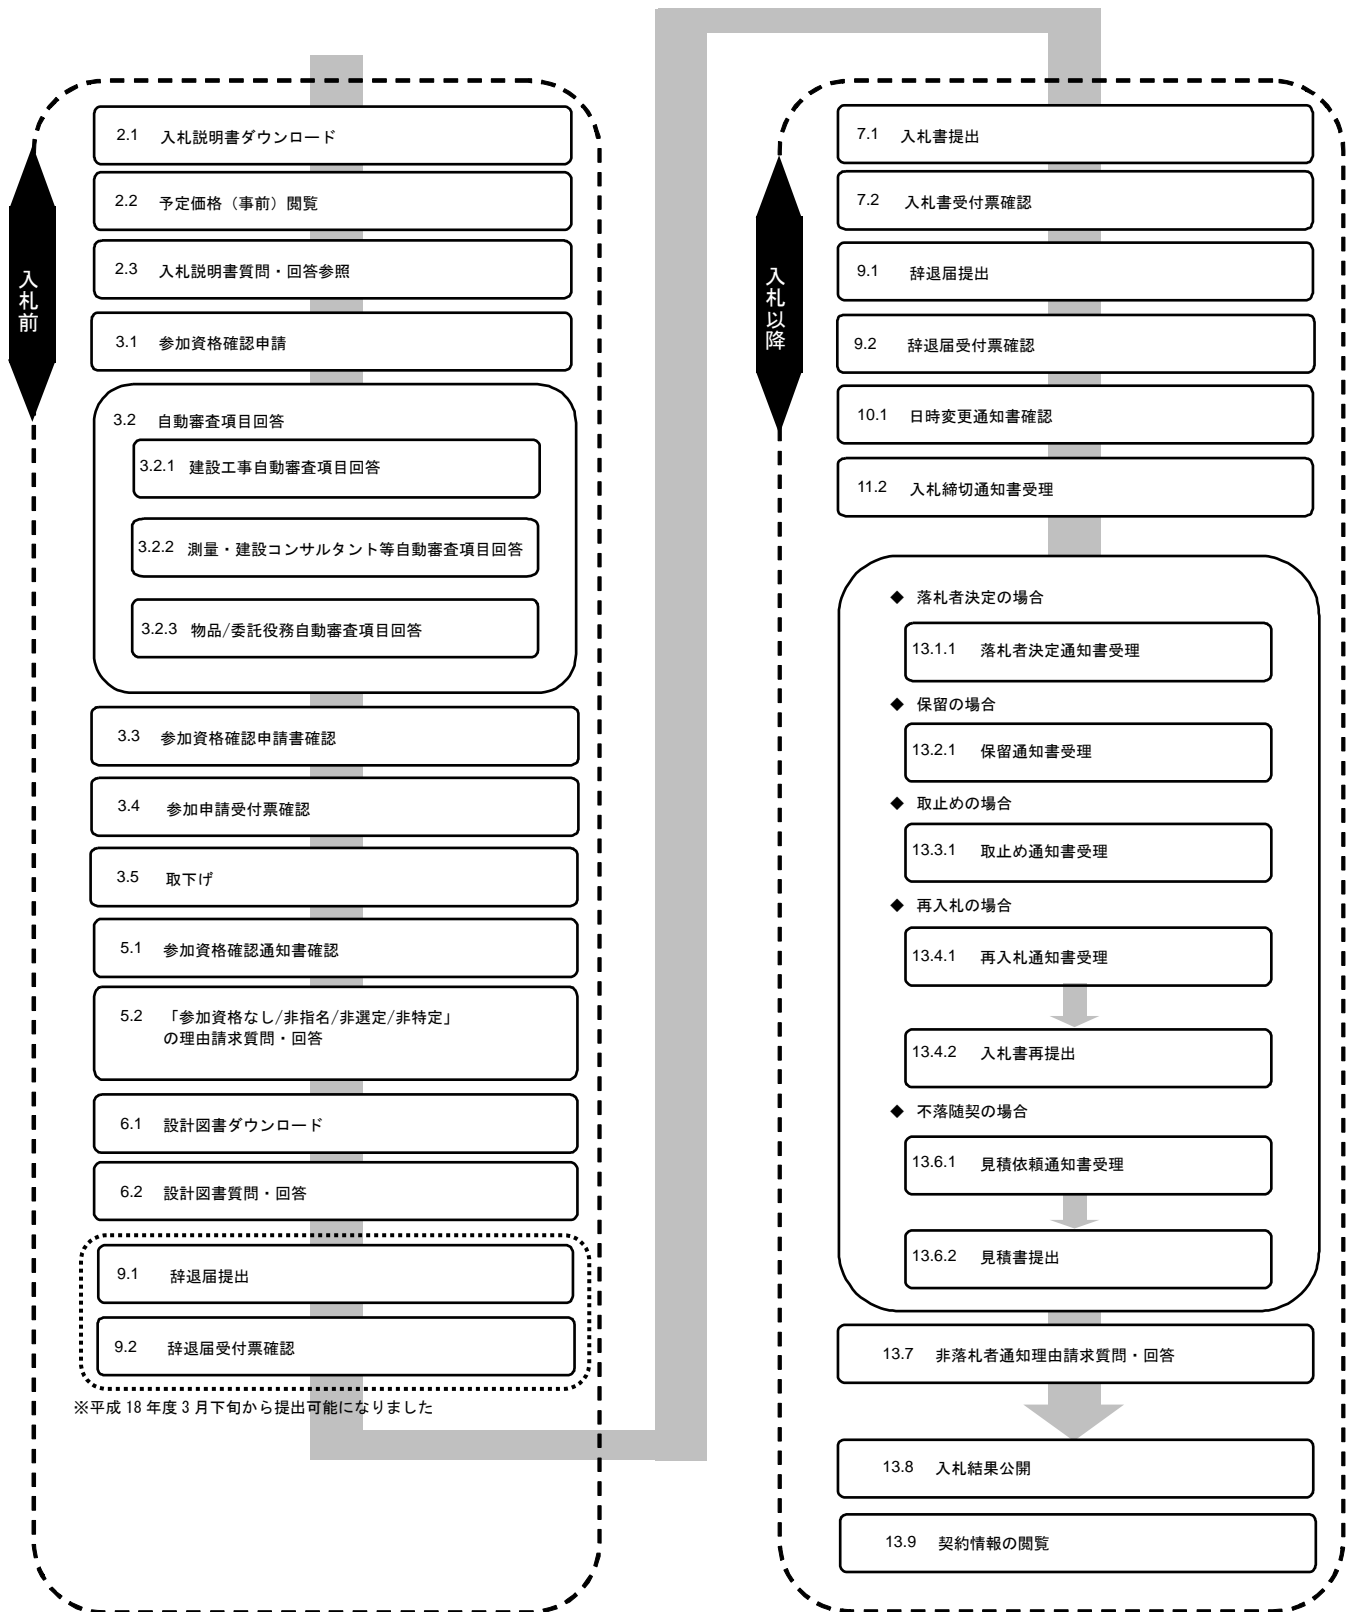 入札前
2.1 入札説明書ダウンロード
2.2 予定価格（事前）閲覧
2.3 入札説明書質問・回答参照
3.1 参加資格確認申請
3.2 自動審査項目回答
3.2.1 建設工事自動審査項目回答
3.2.2 測量・建設コンサルタント等自動審査項目回答
3.2.3 物品/委託役務自動審査項目回答
3.3 参加資格確認申請書確認
3.4 参加申請受付票確認
3.5 取下げ
5.1 参加資格確認通知書確認
5.2 「参加資格なし/非指名/非選定/非特定」
の理由請求質問・回答
6.1 設計図書ダウンロード
6.2 設計図書質問・回答
9.1 辞退届提出
9.2 辞退届受付票確認
※平成 18 年度 3 月下旬から提出可能になりました
入札以降
7.1 入札書提出
7.2 入札書受付票確認
9.1 辞退届提出
9.2 辞退届受付票確認
10.1 日時変更通知書確認
11.2 入札締切通知書受理
◆ 落札者決定の場合
13.1.1 落札者決定通知書受理
◆ 保留の場合
13.2.1 保留通知書受理
◆ 取止めの場合
13.3.1 取止め通知書受理
◆ 再入札の場合
13.4.1 再入札通知書受理
13.4.2 入札書再提出
◆ 不落随契の場合
13.6.1 見積依頼通知書受理
13.6.2 見積書提出
13.7 非落札者通知理由請求質問・回答
13.8 入札結果公開
13.9 契約情報の閲覧